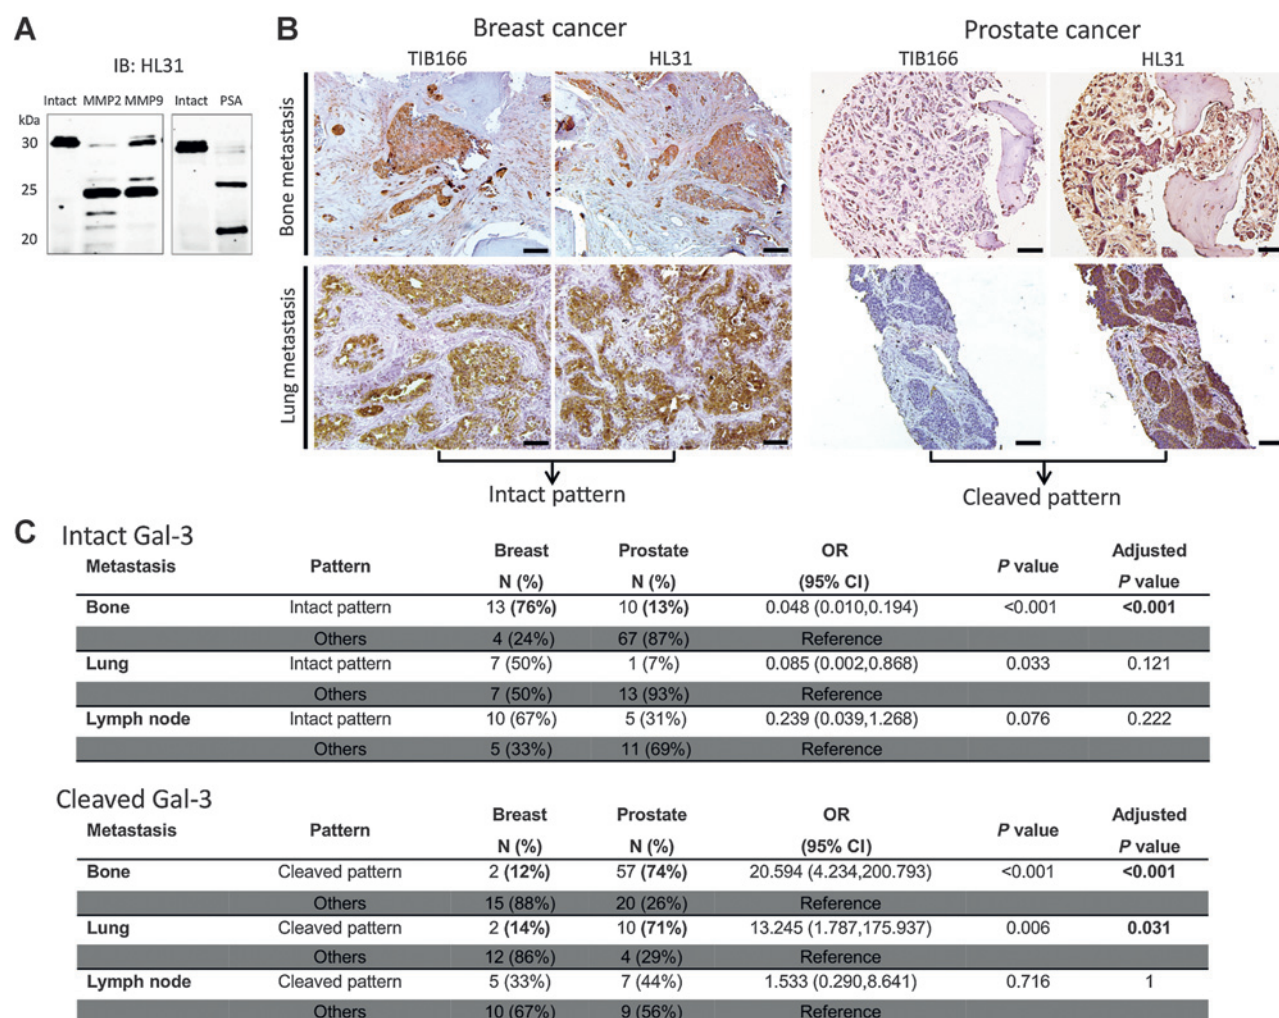 A
IB: HL31
Intact MMP2 MMP9 Intact PSA
kDa
30
25
20
B
Breast cancer
Prostate cancer
TIB166 HL31 TIB166 HL31
Bone metastasis
Lung metastasis
Intact pattern
Cleaved pattern
C
Intact Gal-3
Metastasis Pattern Breast N (%) Prostate N (%) OR (95% CI) P value Adjusted P value
Bone Intact pattern 13 (76%) 10 (13%) 0.048 (0.010,0.194) <0.001 <0.001
Others 4 (24%) 67 (87%) Reference
Lung Intact pattern 7 (50%) 1 (7%) 0.085 (0.002,0.868) 0.033 0.121
Others 7 (50%) 13 (93%) Reference
Lymph node Intact pattern 10 (67%) 5 (31%) 0.239 (0.039,1.268) 0.076 0.222
Others 5 (33%) 11 (69%) Reference
Cleaved Gal-3
Metastasis Pattern Breast N (%) Prostate N (%) OR (95% CI) P value Adjusted P value
Bone Cleaved pattern 2 (12%) 57 (74%) 20.594 (4.234,200.793) <0.001 <0.001
Others 15 (88%) 20 (26%) Reference
Lung Cleaved pattern 2 (14%) 10 (71%) 13.245 (1.787,175.937) 0.006 0.031
Others 12 (86%) 4 (29%) Reference
Lymph node Cleaved pattern 5 (33%) 7 (44%) 1.533 (0.290,8.641) 0.716 1
Others 10 (67%) 9 (56%) Reference